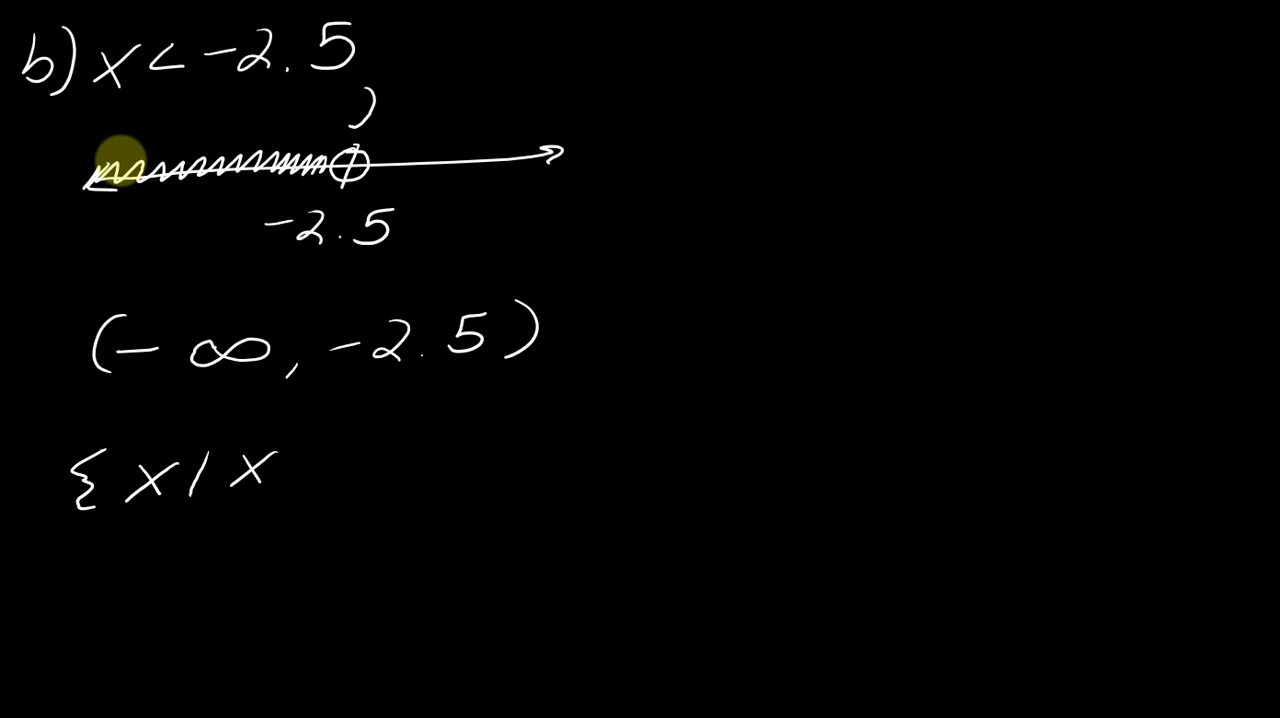 b) x < -2.5
)
-2.5
(-∞, -2.5)
{ x | x